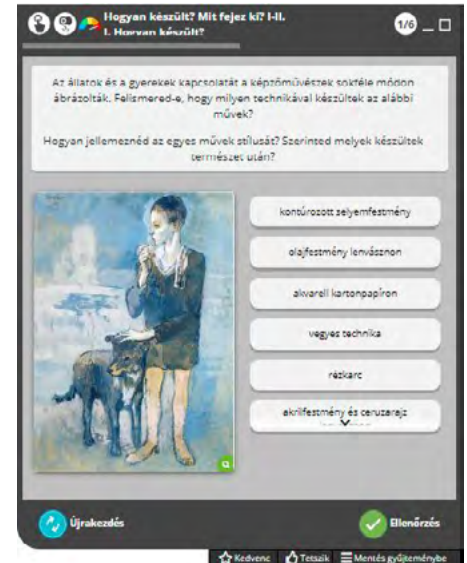 Hogyan készült? Mit fejez ki? I-II.
I. Hogyan készült?
1/6
Az állatok és a gyerekek kapcsolatát a képzőművészek sokféle módon
ábrázolták. Felismered-e, hogy milyen technikával készültek az alábbi
művek?
Hogyan jellemeznéd az egyes művek stílusát? Szerinted melyek készültek
természet után?
kontúrozott selyemfestmény
olajfestmény lenvásznon
akvarell kartonpapíron
vegyes technika
rézkarc
akrilfestmény és ceruzarajz
Újrakezdés
Ellenőrzés
Kedvenc
Tetszik
Mentés gyűjteménybe